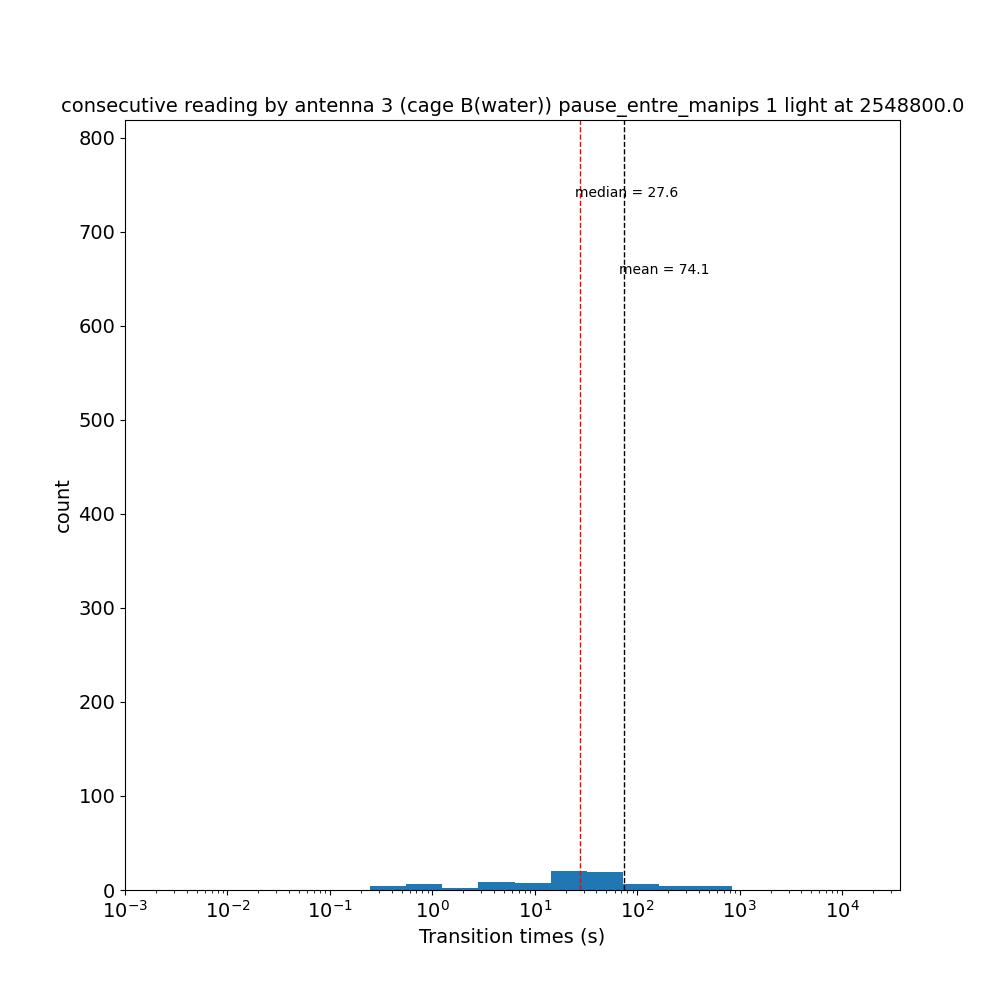 consecutive reading by antenna 3 (cage B(water)) pause_entre_manips 1 light at 2548800.0
800
median = 27.6
700
mean = 74.1
600
500
count
400
300
200
100
0
10⁻³ 10⁻² 10⁻¹ 10⁰ 10¹ 10² 10³ 10⁴
Transition times (s)